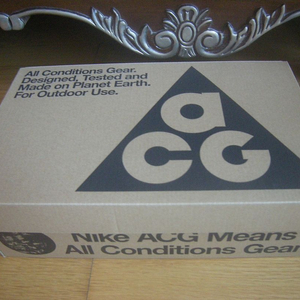 All Conditions Gear.
Designed, Tested and
Made on Planet Earth.
For Outdoor Use.
a
CG
Nike ACG Means
All Conditions Gear